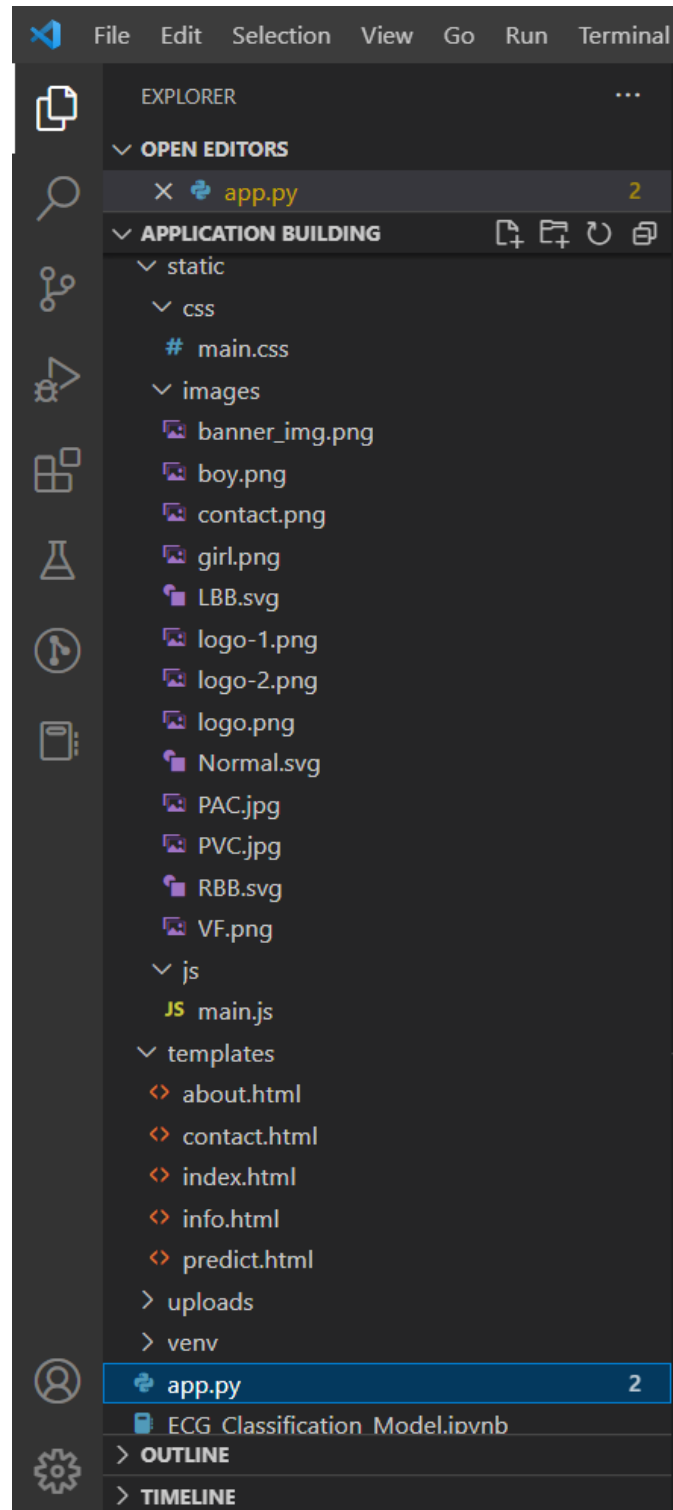 File Edit Selection View Go Run Terminal
EXPLORER ...
OPEN EDITORS
app.py 2
APPLICATION BUILDING
static
css
# main.css
images
banner_img.png
boy.png
contact.png
girl.png
LBB.svg
logo-1.png
logo-2.png
logo.png
Normal.svg
PAC.jpg
PVC.jpg
RBB.svg
VF.png
js
JS main.js
templates
<> about.html
<> contact.html
<> index.html
<> info.html
<> predict.html
uploads
venv
app.py 2
ECG_Classification_Model.ipynb
OUTLINE
TIMELINE